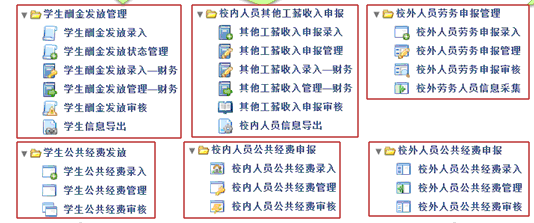 学生酬金发放管理
学生酬金发放录入
学生酬金发放状态管理
学生酬金发放录入—财务
学生酬金发放管理—财务
学生酬金发放审核
学生信息导出
校内人员其他工薪收入申报
其他工薪收入申报录入
其他工薪收入申报管理
其他工薪收入录入—财务
其他工薪收入管理—财务
其他工薪收入申报审核
校内人员信息导出
校外人员劳务申报管理
校外人员劳务申报录入
校外人员劳务申报管理
校外人员劳务申报审核
校外劳务人员信息采集
学生公共经费发放
学生公共经费录入
学生公共经费管理
学生公共经费审核
校内人员公共经费申报
校内人员公共经费录入
校内人员公共经费管理
校内人员公共经费审核
校外人员公共经费申报
校外人员公共经费录入
校外人员公共经费管理
校外人员公共经费审核